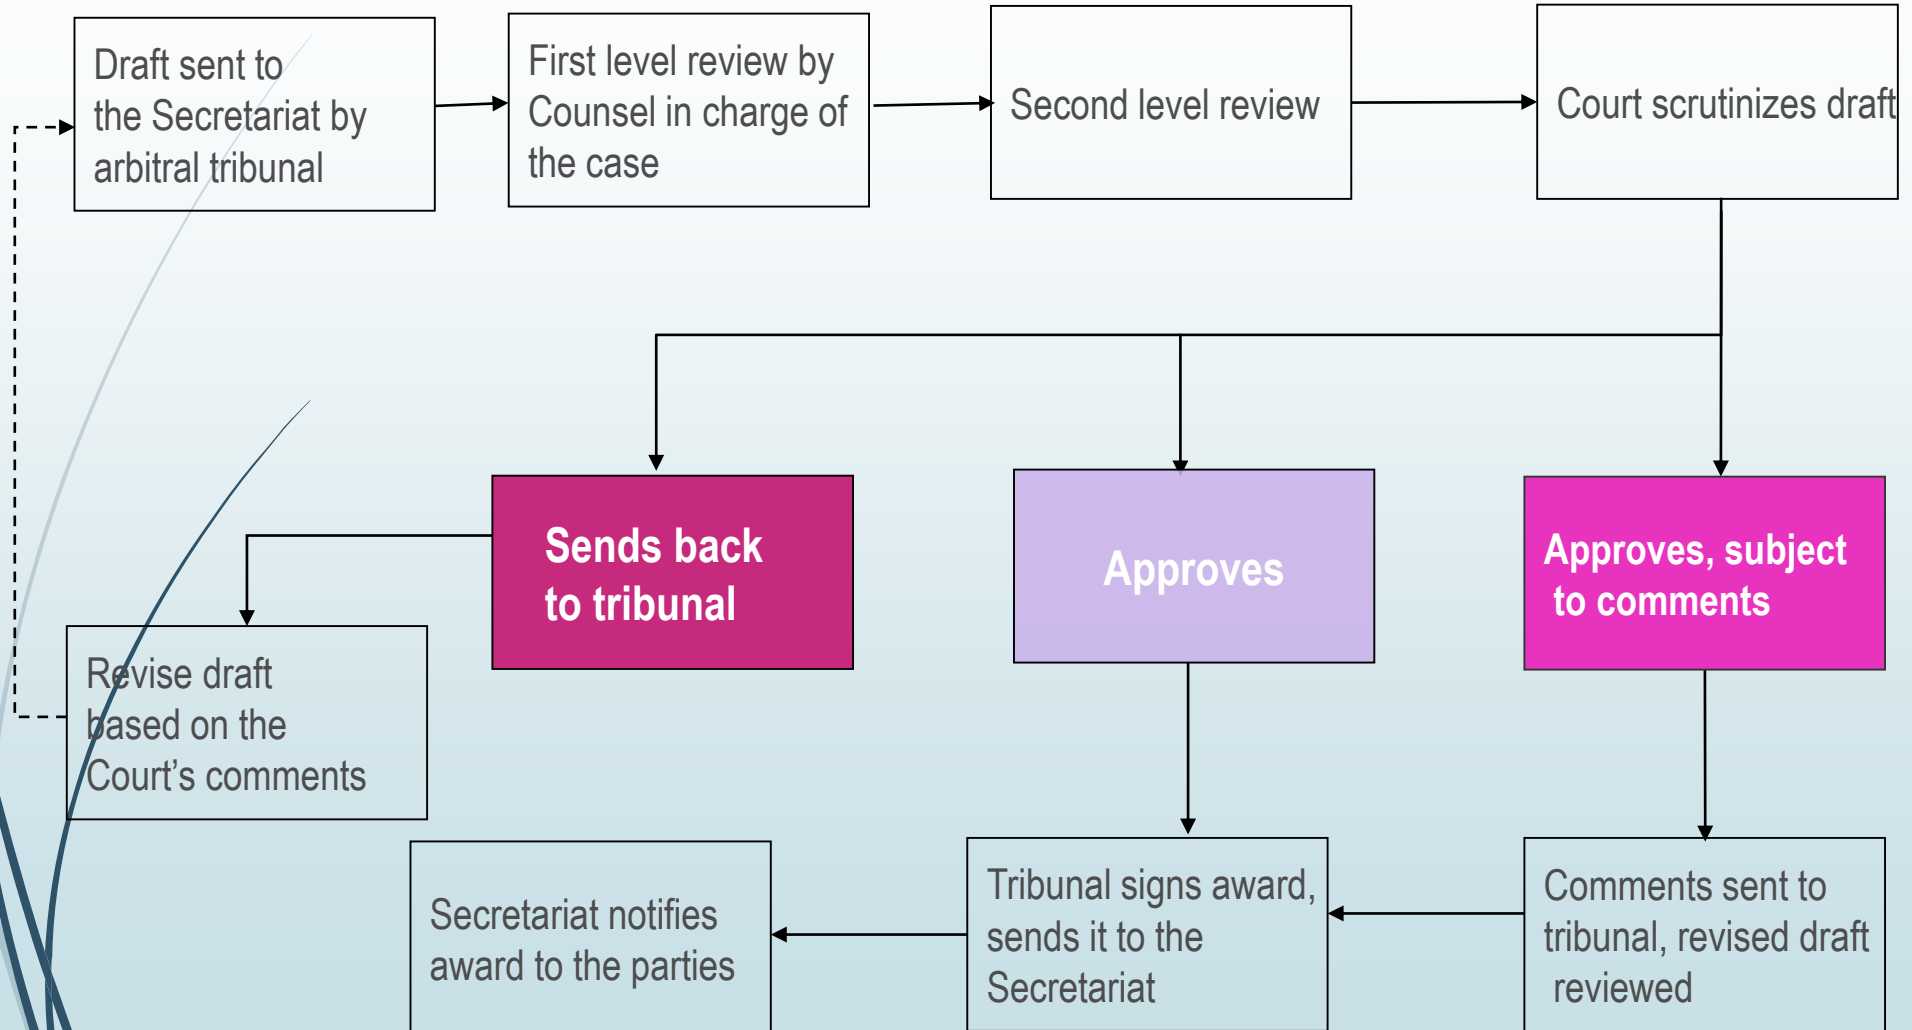 Draft sent to
the Secretariat by
arbitral tribunal
First level review by
Counsel in charge of
the case
Second level review
Court scrutinizes draft
Sends back
to tribunal
Approves
Approves, subject
to comments
Revise draft
based on the
Court’s comments
Secretariat notifies
award to the parties
Tribunal signs award,
sends it to the
Secretariat
Comments sent to
tribunal, revised draft
reviewed